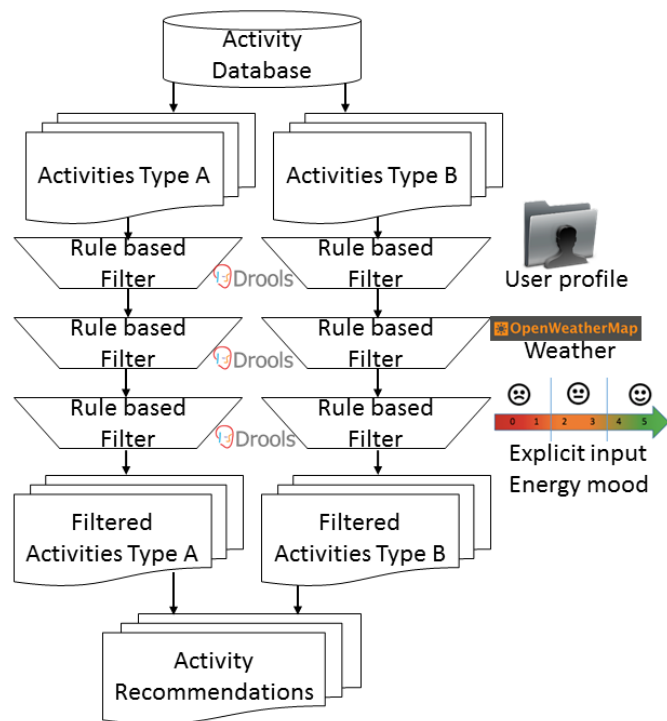 Activity
Database
Activities Type A
Activities Type B
Rule based
Filter
Drools
Rule based
Filter
User profile
Rule based
Filter
Drools
Rule based
Filter
OpenWeatherMap
Weather
Rule based
Filter
Drools
Rule based
Filter
0 1 2 3 4 5
Explicit input
Energy mood
Filtered
Activities Type A
Filtered
Activities Type B
Activity
Recommendations